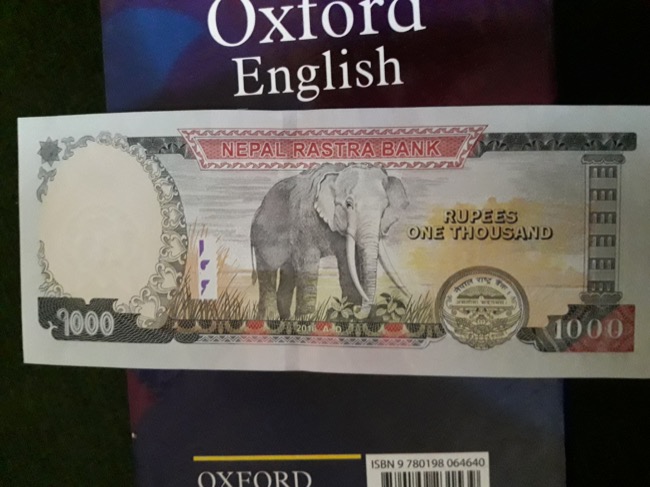 1000
NEPAL RASTRA BANK
RUPEES
ONE THOUSAND
1000
Oxford
English
OXFORD
ISBN 9 780198 064640